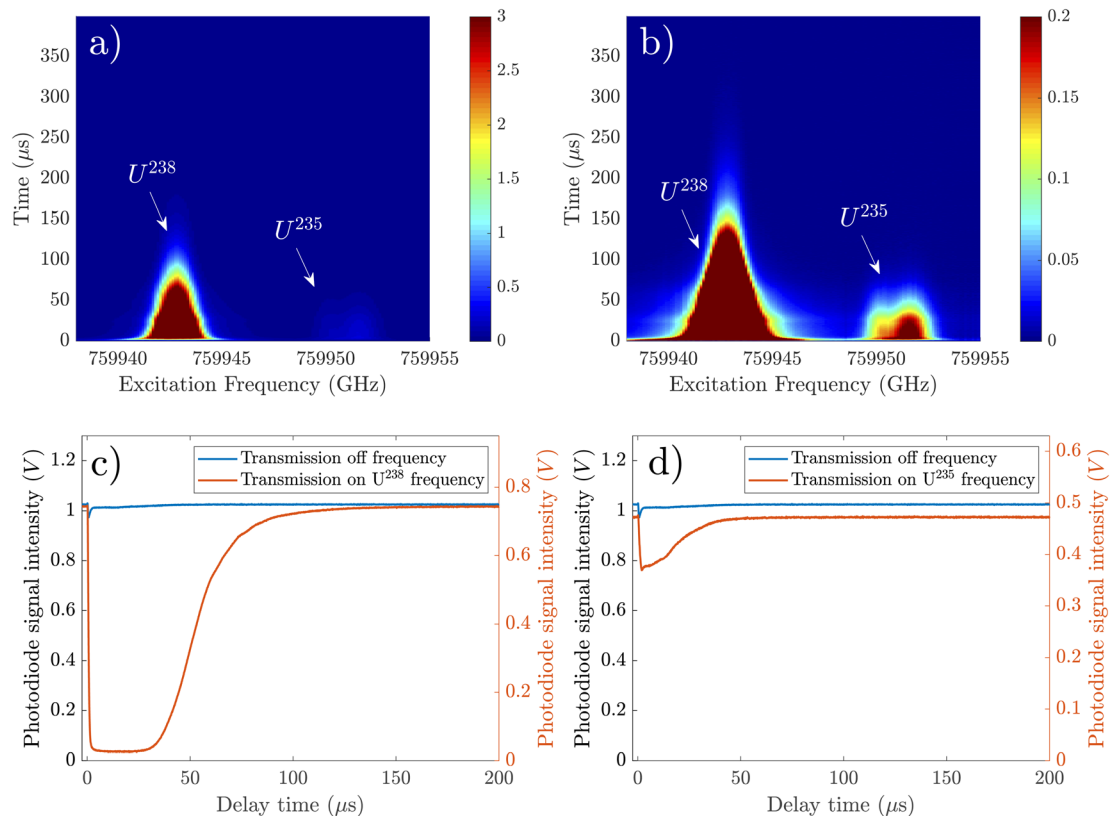 a)
U²³⁸
U²³⁵
Time (μs)
400
350
300
250
200
150
100
50
0
759940 759945 759950 759955
Excitation Frequency (GHz)
3
2.5
2
1.5
1
0.5
0
b)
U²³⁸
U²³⁵
Time (μs)
350
300
250
200
150
100
50
0
759940 759945 759950 759955
Excitation Frequency (GHz)
0.2
0.15
0.1
0.05
0
c)
Transmission off frequency
Transmission on U²³⁸ frequency
Photodiode signal intensity (V)
1.2
1
0.8
0.6
0.4
0.2
0
0 50 100 150 200
Delay time (μs)
0.8
0.6
0.4
0.2
0
Photodiode signal intensity (V)
d)
Transmission off frequency
Transmission on U²³⁵ frequency
Photodiode signal intensity (V)
1.2
1
0.8
0.6
0.4
0.2
0
0 50 100 150 200
Delay time (μs)
0.6
0.5
0.4
0.3
0.2
0.1
0
Photodiode signal intensity (V)